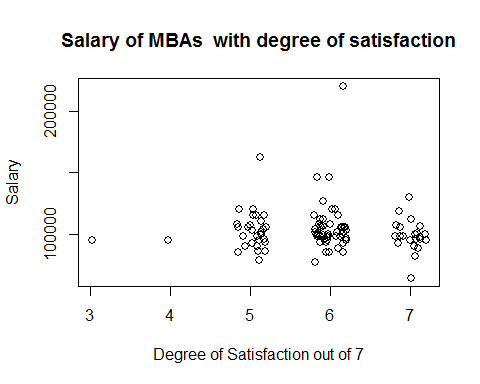 Salary of MBAs with degree of satisfaction
200000
Salary
100000
3 4 5 6 7
Degree of Satisfaction out of 7